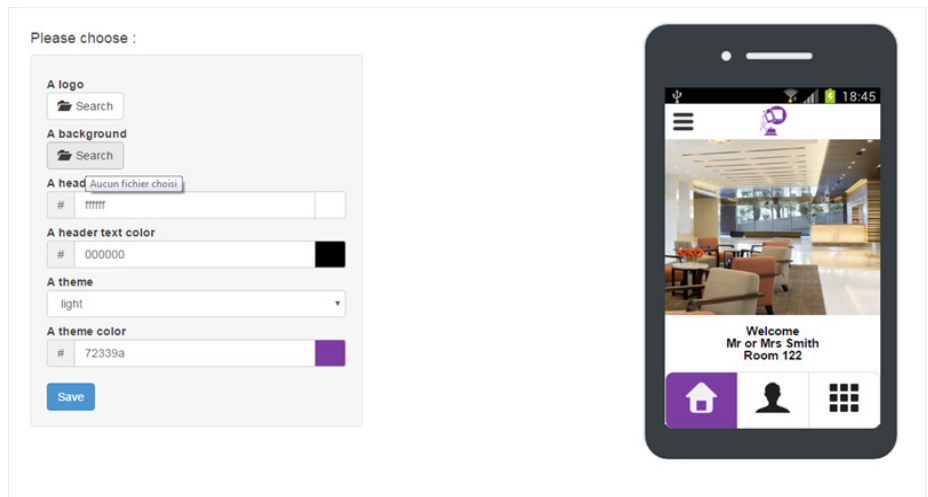 Please choose :
A logo
Search
A background
Search
A head
Aucun fichier choisi
# ffffff
A header text color
# 000000
A theme
light
A theme color
# 72339a
Save
18:45
Welcome
Mr or Mrs Smith
Room 122